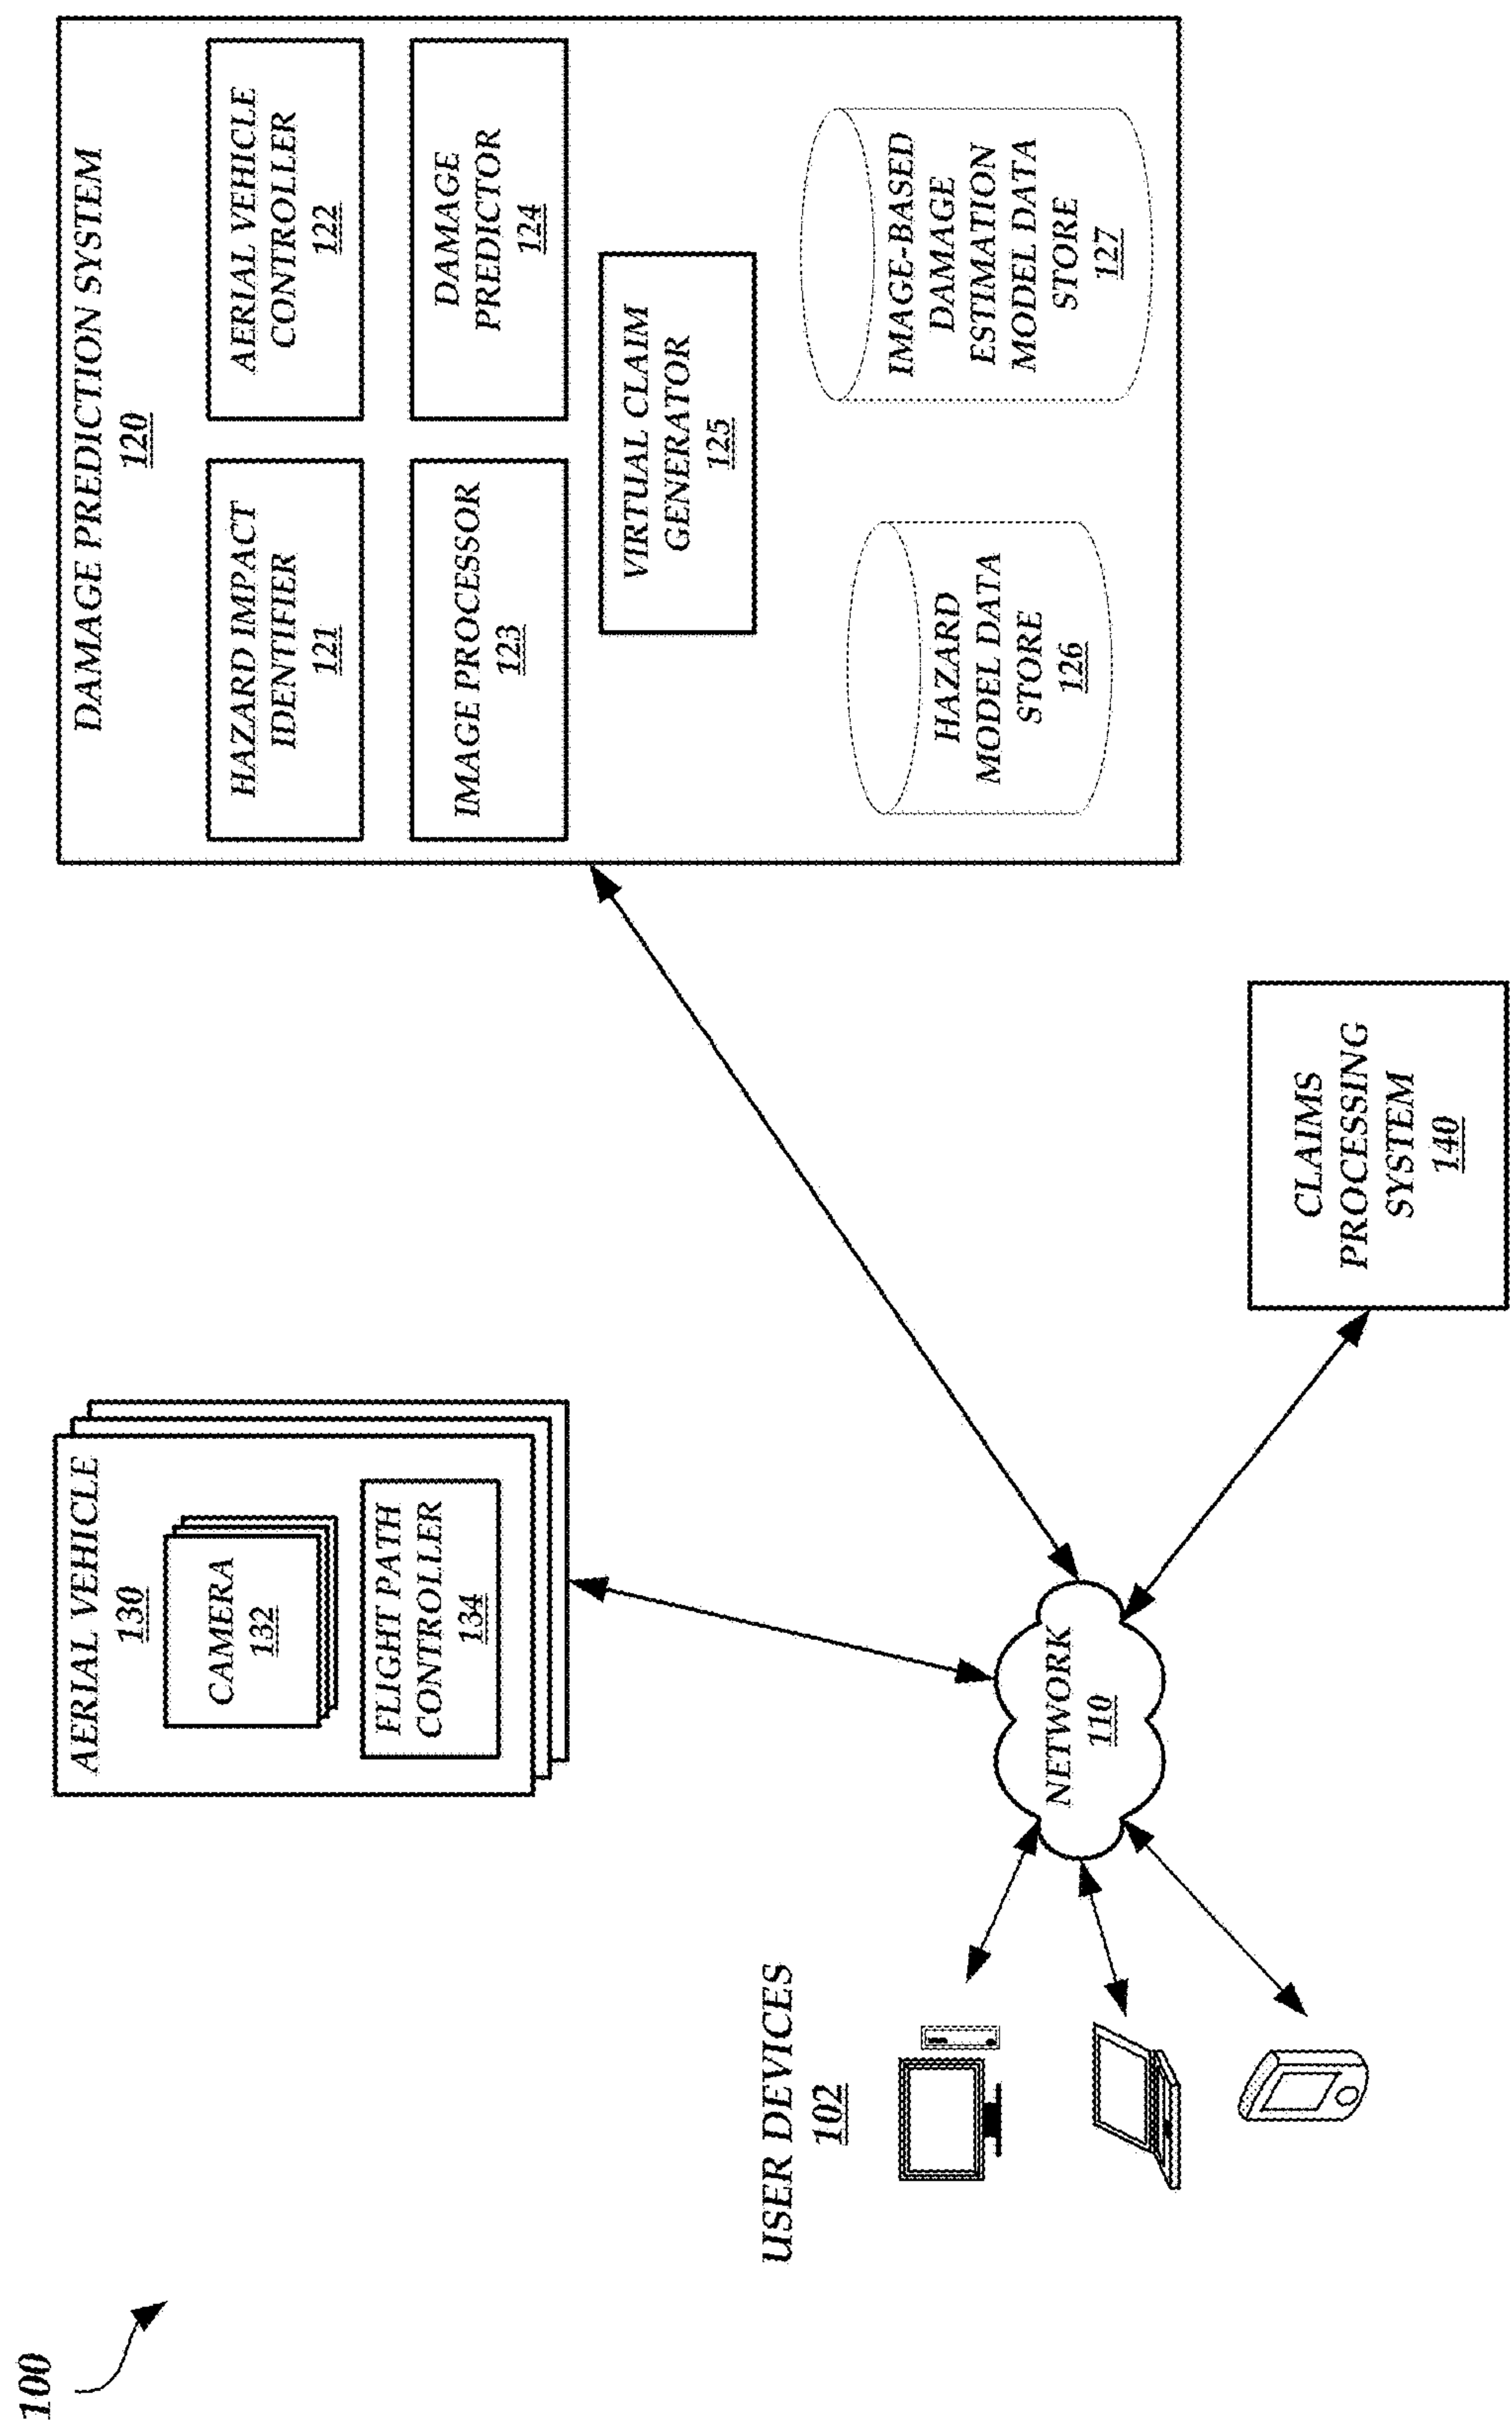 100
USER DEVICES
102
AERIAL VEHICLE
130
CAMERA
132
FLIGHT PATH
CONTROLLER
134
NETWORK
110
CLAIMS
PROCESSING
SYSTEM
140
DAMAGE PREDICTION SYSTEM
120
HAZARD IMPACT
IDENTIFIER
121
AERIAL VEHICLE
CONTROLLER
122
IMAGE PROCESSOR
123
DAMAGE
PREDICTOR
124
VIRTUAL CLAIM
GENERATOR
125
HAZARD
MODEL DATA
STORE
126
IMAGE-BASED
DAMAGE
ESTIMATION
MODEL DATA
STORE
127